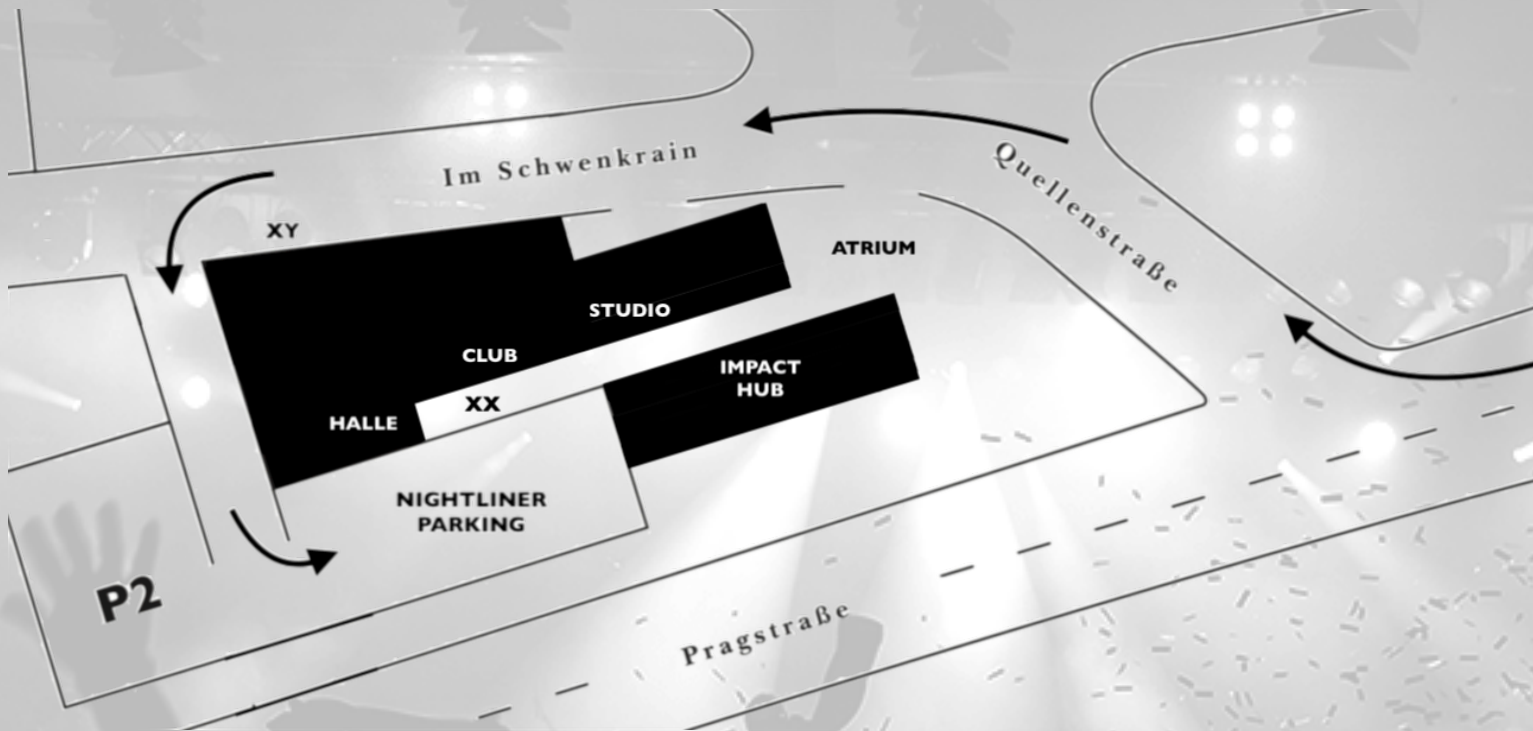 Im Schwenkrain
Quellenstraße
XY
ATRIUM
STUDIO
CLUB
IMPACT
HUB
XX
HALLE
NIGHTLINER
PARKING
P2
Pragstraße